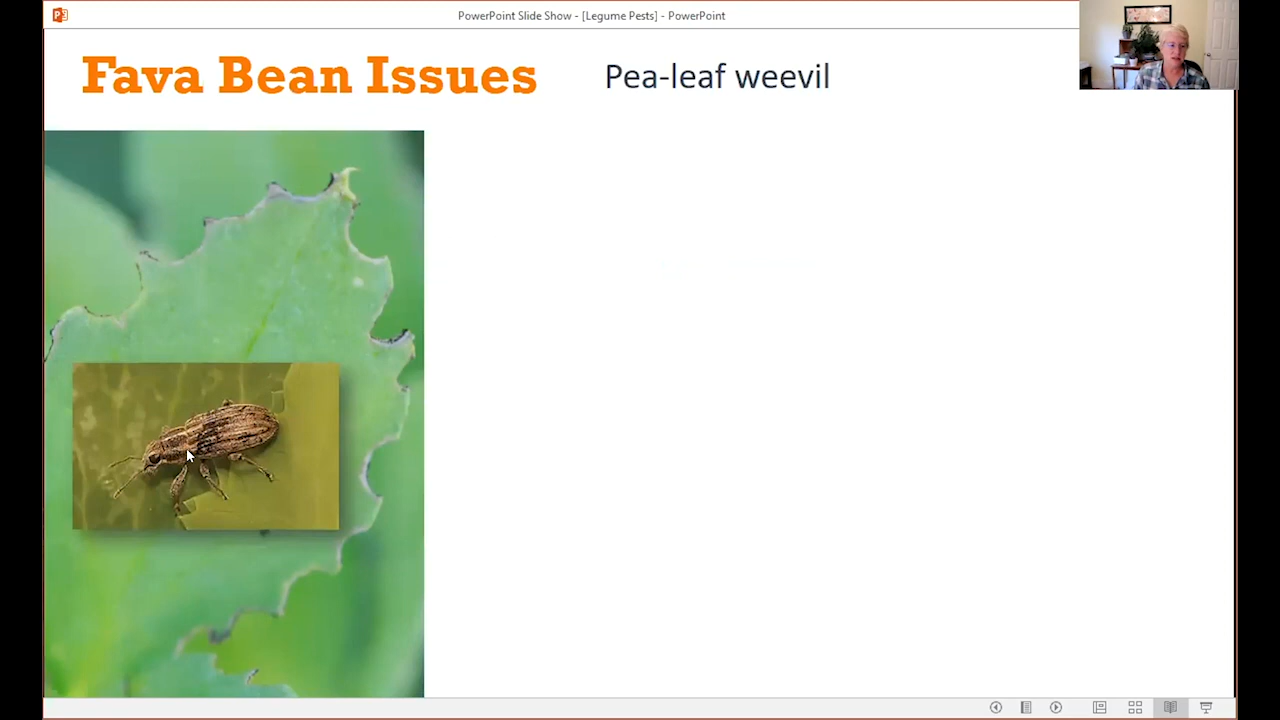 PowerPoint Slide Show - [Legume Pests] - PowerPoint
Fava Bean Issues
Pea-leaf weevil